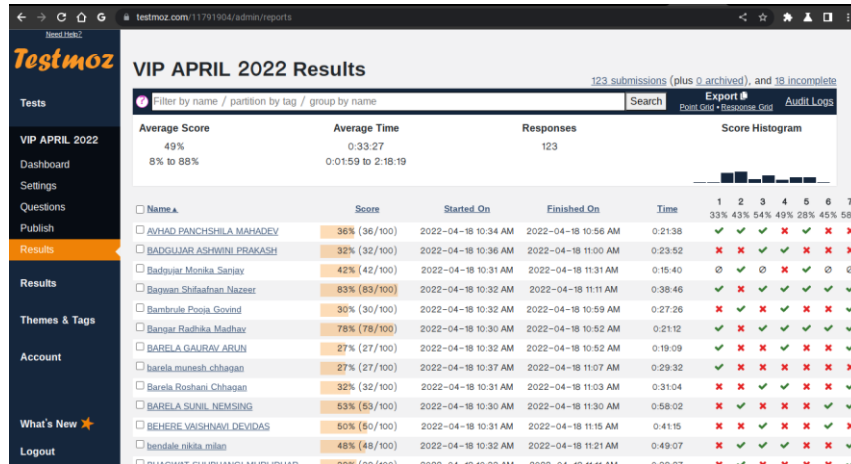 testmoz.com/11791904/admin/reports
Need Help?
Testmoz
Tests
VIP APRIL 2022
Dashboard
Settings
Questions
Publish
Results
Results
Themes & Tags
Account
What's New
Logout
VIP APRIL 2022 Results
123 submissions (plus 0 archived), and 18 incomplete
Filter by name / partition by tag / group by name
Search
Export
Point Grid • Response Grid
Audit Logs
Average Score Average Time Responses Score Histogram
49% 0:33:27 123
8% to 88% 0:01:59 to 2:18:19
Name Score Started On Finished On Time 1 2 3 4 5 6 7
33% 43% 54% 49% 28% 45%
AVHAD PANCHSHILA MAHADEV 36% (36/100) 2022-04-18 10:34 AM 2022-04-18 10:56 AM 0:21:38
BADGUJAR ASHWINI PRAKASH 32% (32/100) 2022-04-18 10:36 AM 2022-04-18 11:00 AM 0:23:52
Badgujar Monika Sanjay 42% (42/100) 2022-04-18 10:31 AM 2022-04-18 11:31 AM 0:15:40
Bagwan Shifaafnan Nazeer 83% (83/100) 2022-04-18 10:32 AM 2022-04-18 11:11 AM 0:38:46
Bambrule Pooja Govind 30% (30/100) 2022-04-18 10:32 AM 2022-04-18 10:59 AM 0:27:26
Bangar Radhika Madhav 78% (78/100) 2022-04-18 10:30 AM 2022-04-18 10:52 AM 0:21:12
BARELA GAURAV ARUN 27% (27/100) 2022-04-18 10:32 AM 2022-04-18 10:52 AM 0:19:09
barela munesh chhagan 27% (27/100) 2022-04-18 10:37 AM 2022-04-18 11:07 AM 0:29:32
Barela Roshani Chhagan 32% (32/100) 2022-04-18 10:31 AM 2022-04-18 11:03 AM 0:31:04
BARELA SUNIL NEMSING 53% (53/100) 2022-04-18 10:30 AM 2022-04-18 11:30 AM 0:58:02
BEHERE VAISHNAVI DEVIDAS 50% (50/100) 2022-04-18 10:31 AM 2022-04-18 11:15 AM 0:41:15
bendale nikita milan 48% (48/100) 2022-04-18 10:32 AM 2022-04-18 11:21 AM 0:49:07